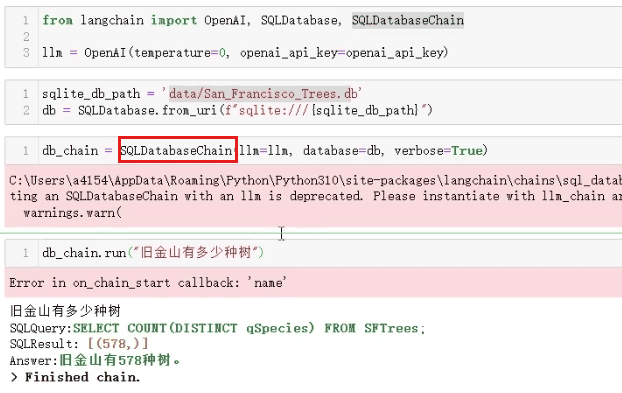 1 from langchain import OpenAI, SQLDatabase, SQLDatabaseChain
2
3 llm = OpenAI(temperature=0, openai_api_key=openai_api_key)
1 sqlite_db_path = 'data/San_Francisco_Trees.db'
2 db = SQLDatabase.from_uri(f"sqlite:///{sqlite_db_path}")
1 db_chain = SQLDatabaseChain(llm=llm, database=db, verbose=True)
C:\Users\a4154\AppData\Roaming\Python\Python310\site-packages\langchain\chains\sql_datab
ting an SQLDatabaseChain with an llm is deprecated. Please instantiate with llm_chain ar
warnings.warn(
1 db_chain.run("旧金山有多少种树")
Error in on_chain_start callback: 'name'
旧金山有多少种树
SQLQuery:SELECT COUNT(DISTINCT qSpecies) FROM SFTrees;
SQLResult: [(578,)]
Answer:旧金山有578种树。
> Finished chain.